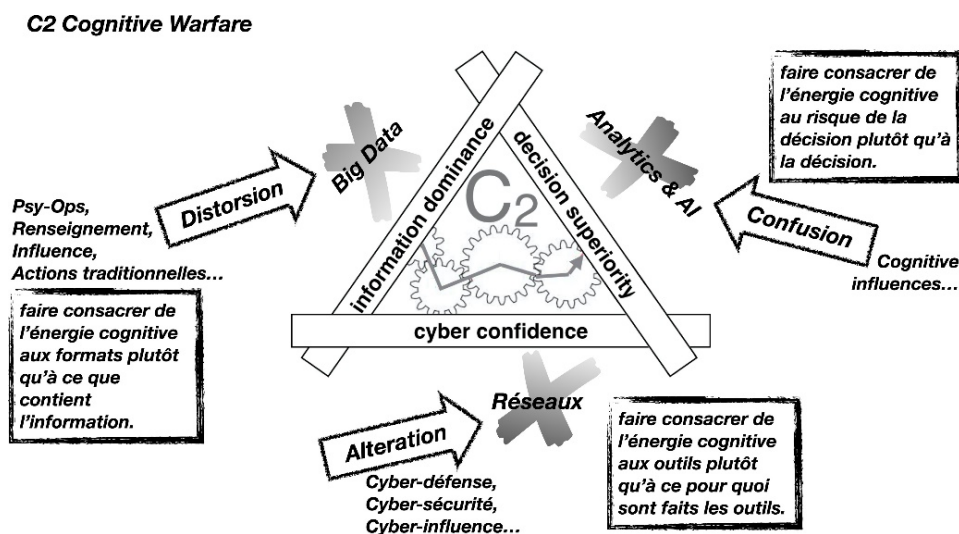 C2 Cognitive Warfare
Big Data
information dominance
C2
decision superiority
Analytics & AI
cyber confidence
Réseaux
Distorsion
Psy-Ops,
Renseignement,
Influence,
Actions traditionnelles...
faire consacrer de
l'énergie cognitive
aux formats plutôt
qu'à ce que
contient
l'information.
faire consacrer de
l'énergie cognitive
au risque de la
décision plutôt qu'à
la décision.
Confusion
Cognitive
influences...
Alteration
Cyber-défense,
Cyber-sécurité,
Cyber-influence...
faire consacrer de
l'énergie cognitive
aux outils plutôt
qu'à ce pour quoi
sont faits les outils.